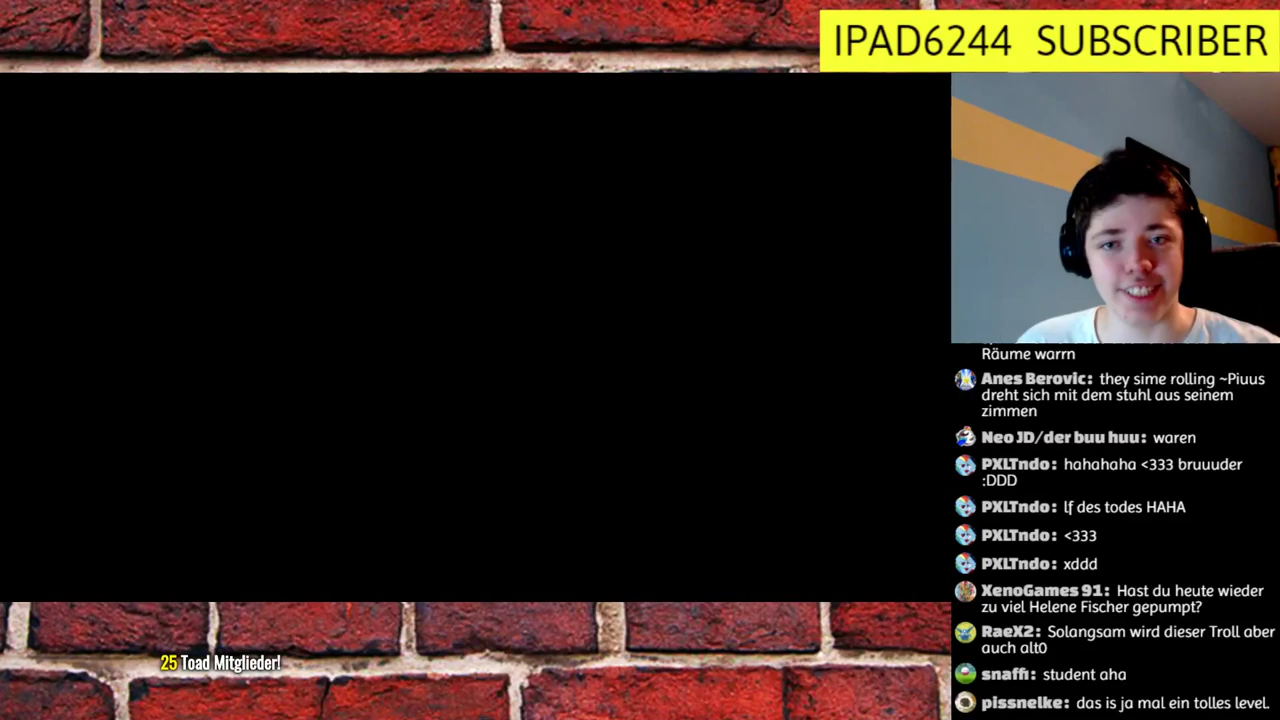 IPAD6244 SUBSCRIBER
Räume warrn
Anes Berovic: they sime rolling ~Piuus
dreht sich mit dem stuhl aus seinem
zimmen
Neo JD/der buu huu: waren
PXLTndo: hahahaha <333 bruuuder
:DDD
PXLTndo: lf des todes HAHA
PXLTndo: <333
PXLTndo: xddd
XenoGames 91: Hast du heute wieder
zu viel Helene Fischer gepumpt?
RaeX2: Solangsam wird dieser Troll aber
auch alt0
snaffi: student aha
pissnelke: das is ja mal ein tolles level.
25 Toad Mitglieder!